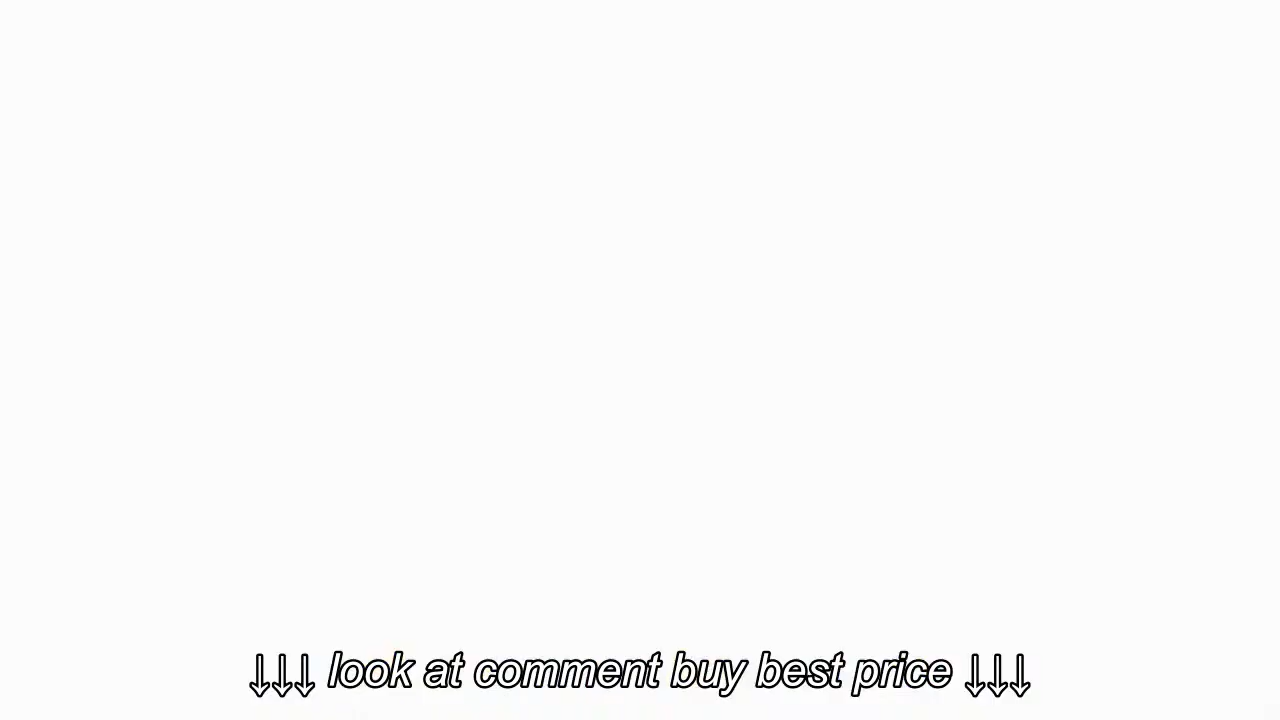 ↓↓↓ look at comment buy best price ↓↓↓